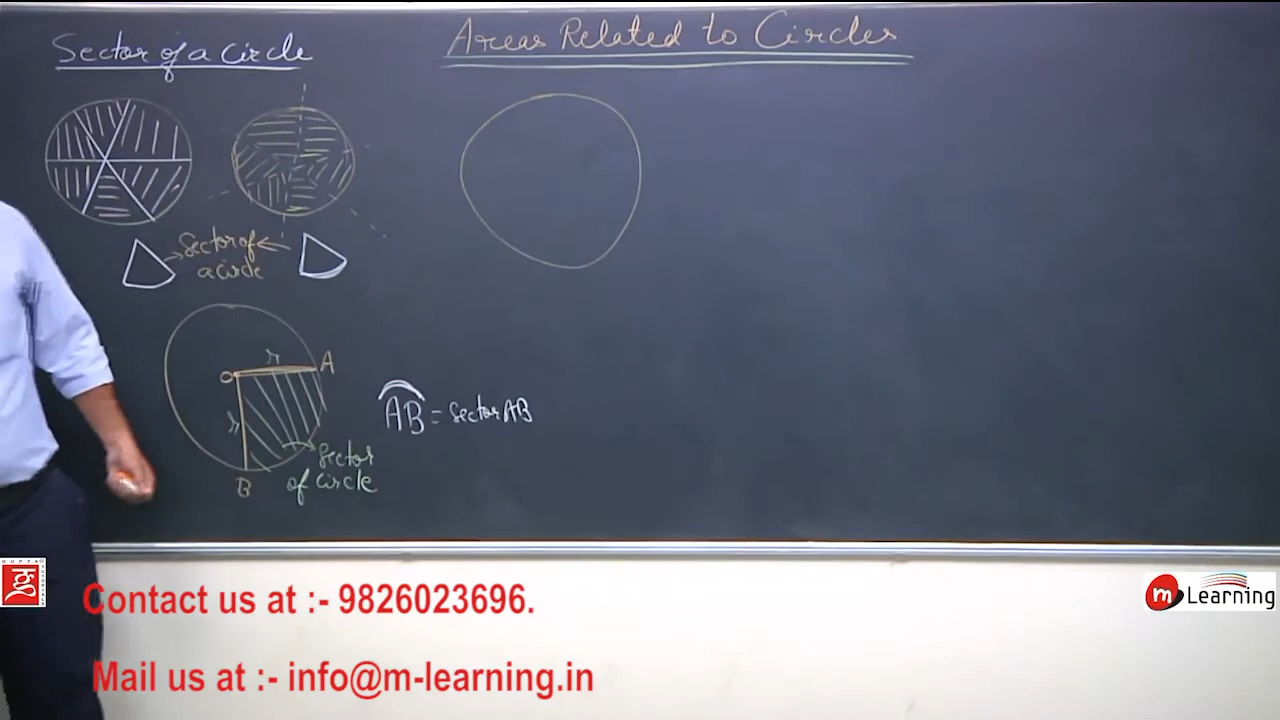 Areas Related to Circles
Sector of a Circle
Sector of
a circle
r
A
O
r
B
Sector
of circle
AB = Sector AB
GUPTA
Contact us at :- 9826023696.
Mail us at :- info@m-learning.in
m Learning